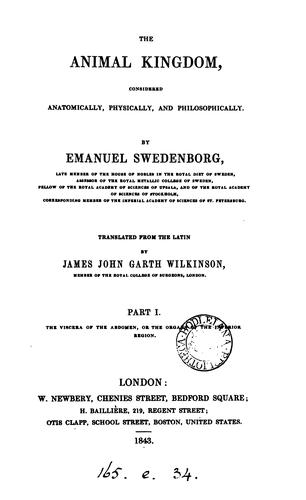 THE
ANIMAL KINGDOM,
CONSIDERED
ANATOMICALLY, PHYSICALLY, AND PHILOSOPHICALLY.
BY
EMANUEL SWEDENBORG,
LATE MEMBER OF THE HOUSE OF NOBLES IN THE ROYAL DIET OF SWEDEN,
ASSESSOR OF THE ROYAL METALLIC COLLEGE OF SWEDEN,
FELLOW OF THE ROYAL ACADEMY OF SCIENCES OF UPSALA, AND OF THE ROYAL ACADEMY
OF SCIENCES OF STOCKHOLM,
CORRESPONDING MEMBER OF THE IMPERIAL ACADEMY OF SCIENCES OF ST. PETERSBURG.
TRANSLATED FROM THE LATIN
BY
JAMES JOHN GARTH WILKINSON,
MEMBER OF THE ROYAL COLLEGE OF SURGEONS, LONDON.
PART I.
THE VISCERA OF THE ABDOMEN, OR THE ORGANS OF THE INFERIOR
REGION.
BODLEIANA
BIBLIOTHECA
LONDON:
W. NEWBERY, CHENIES STREET, BEDFORD SQUARE;
H. BAILLIÈRE, 219, REGENT STREET;
OTIS CLAPP, SCHOOL STREET, BOSTON, UNITED STATES.
1843.
165. e. 34.